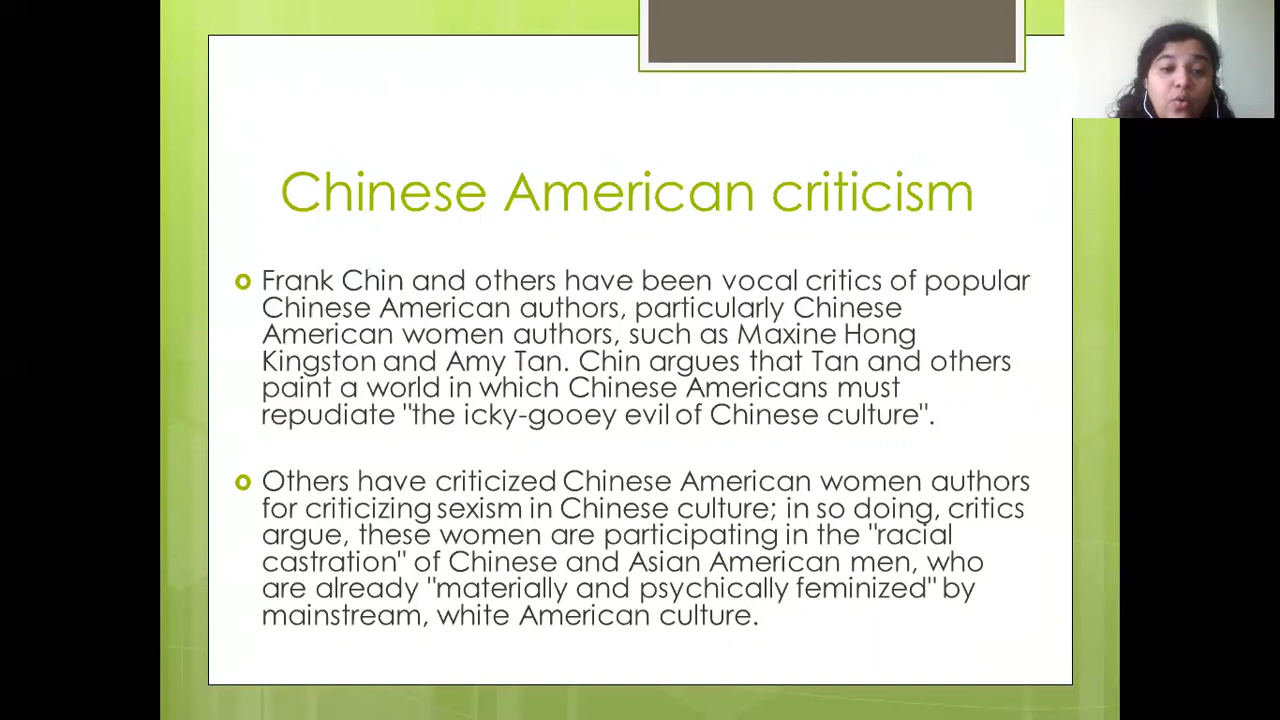 Chinese American criticism
Frank Chin and others have been vocal critics of popular
Chinese American authors, particularly Chinese
American women authors, such as Maxine Hong
Kingston and Amy Tan. Chin argues that Tan and others
paint a world in which Chinese Americans must
repudiate "the icky-gooey evil of Chinese culture".
Others have criticized Chinese American women authors
for criticizing sexism in Chinese culture; in so doing, critics
argue, these women are participating in the "racial
castration" of Chinese and Asian American men, who
are already "materially and psychically feminized" by
mainstream, white American culture.